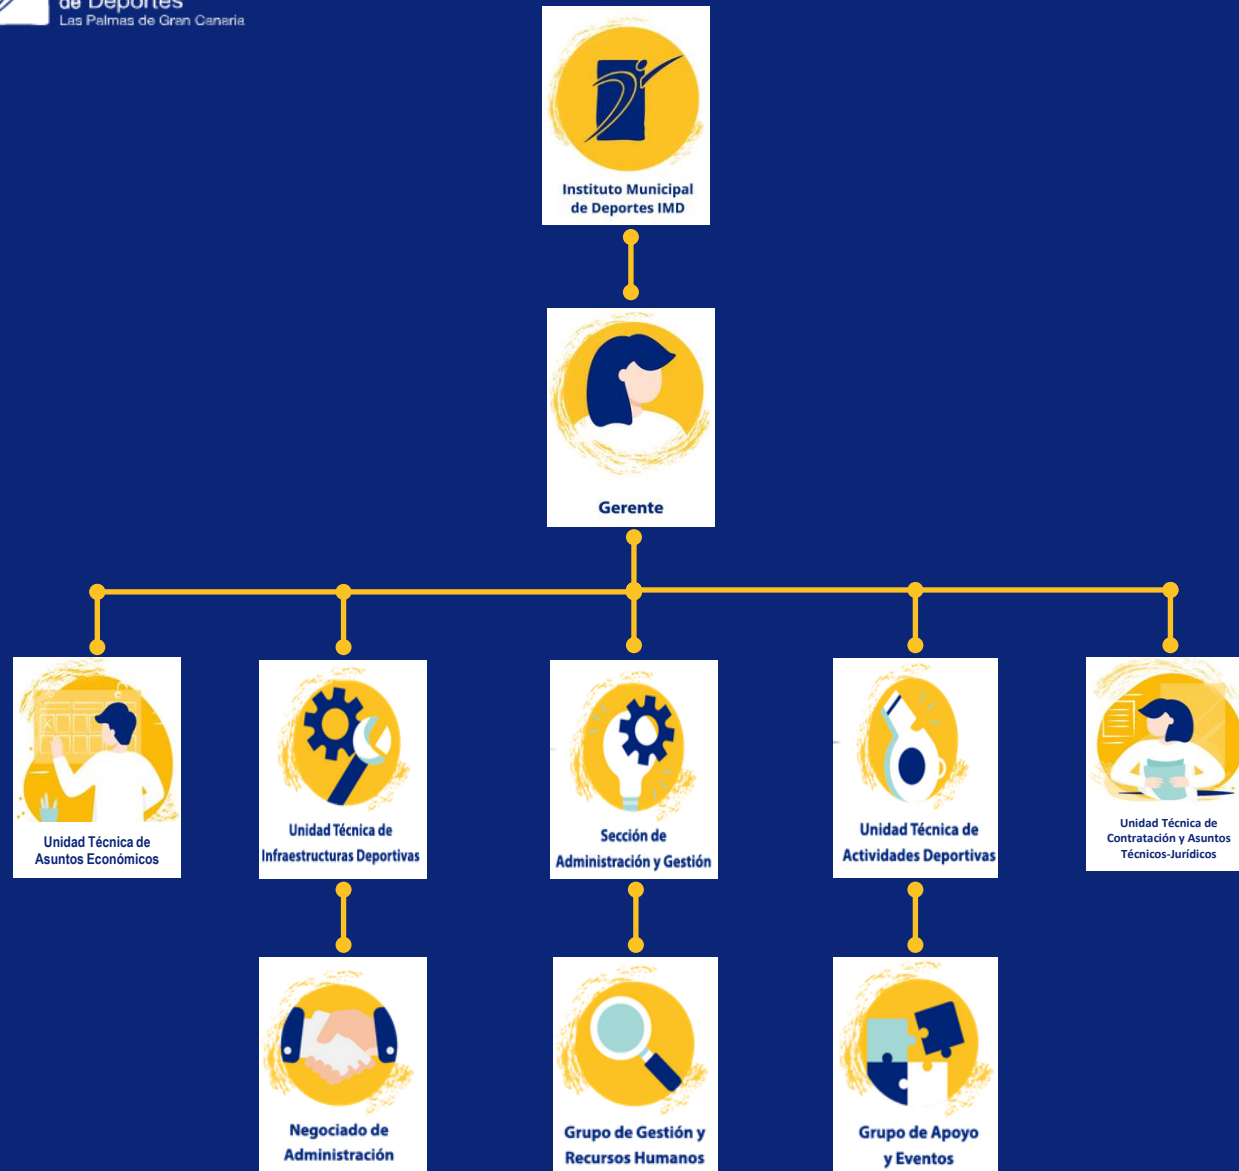 de Deportes
Las Palmas de Gran Canaria
Instituto Municipal
de Deportes IMD
Gerente
Unidad Técnica de
Asuntos Económicos
Unidad Técnica de
Infraestructuras Deportivas
Sección de
Administración y Gestión
Unidad Técnica de
Actividades Deportivas
Unidad Técnica de
Contratación y Asuntos
Técnicos-Jurídicos
Negociado de
Administración
Grupo de Gestión y
Recursos Humanos
Grupo de Apoyo
y Eventos